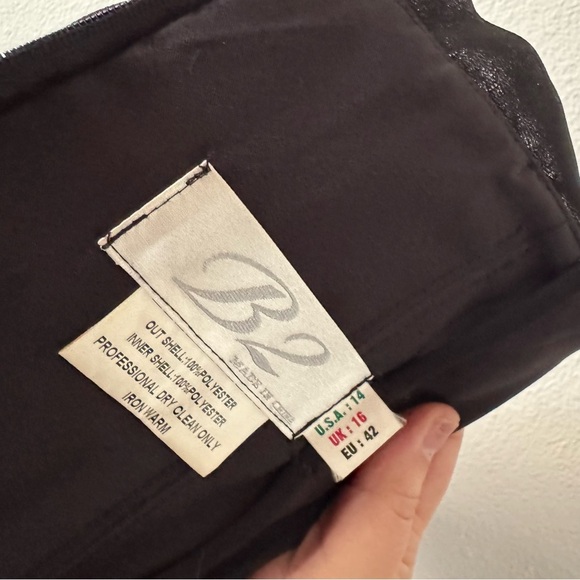 B2
MADE IN CHINA
OUT SHELL:100%POLYESTER
INNER SHELL:100%POLYESTER
PROFESSIONAL DRY CLEAN ONLY
IRON WARM
U.S.A.: 14
UK: 16
EU: 42